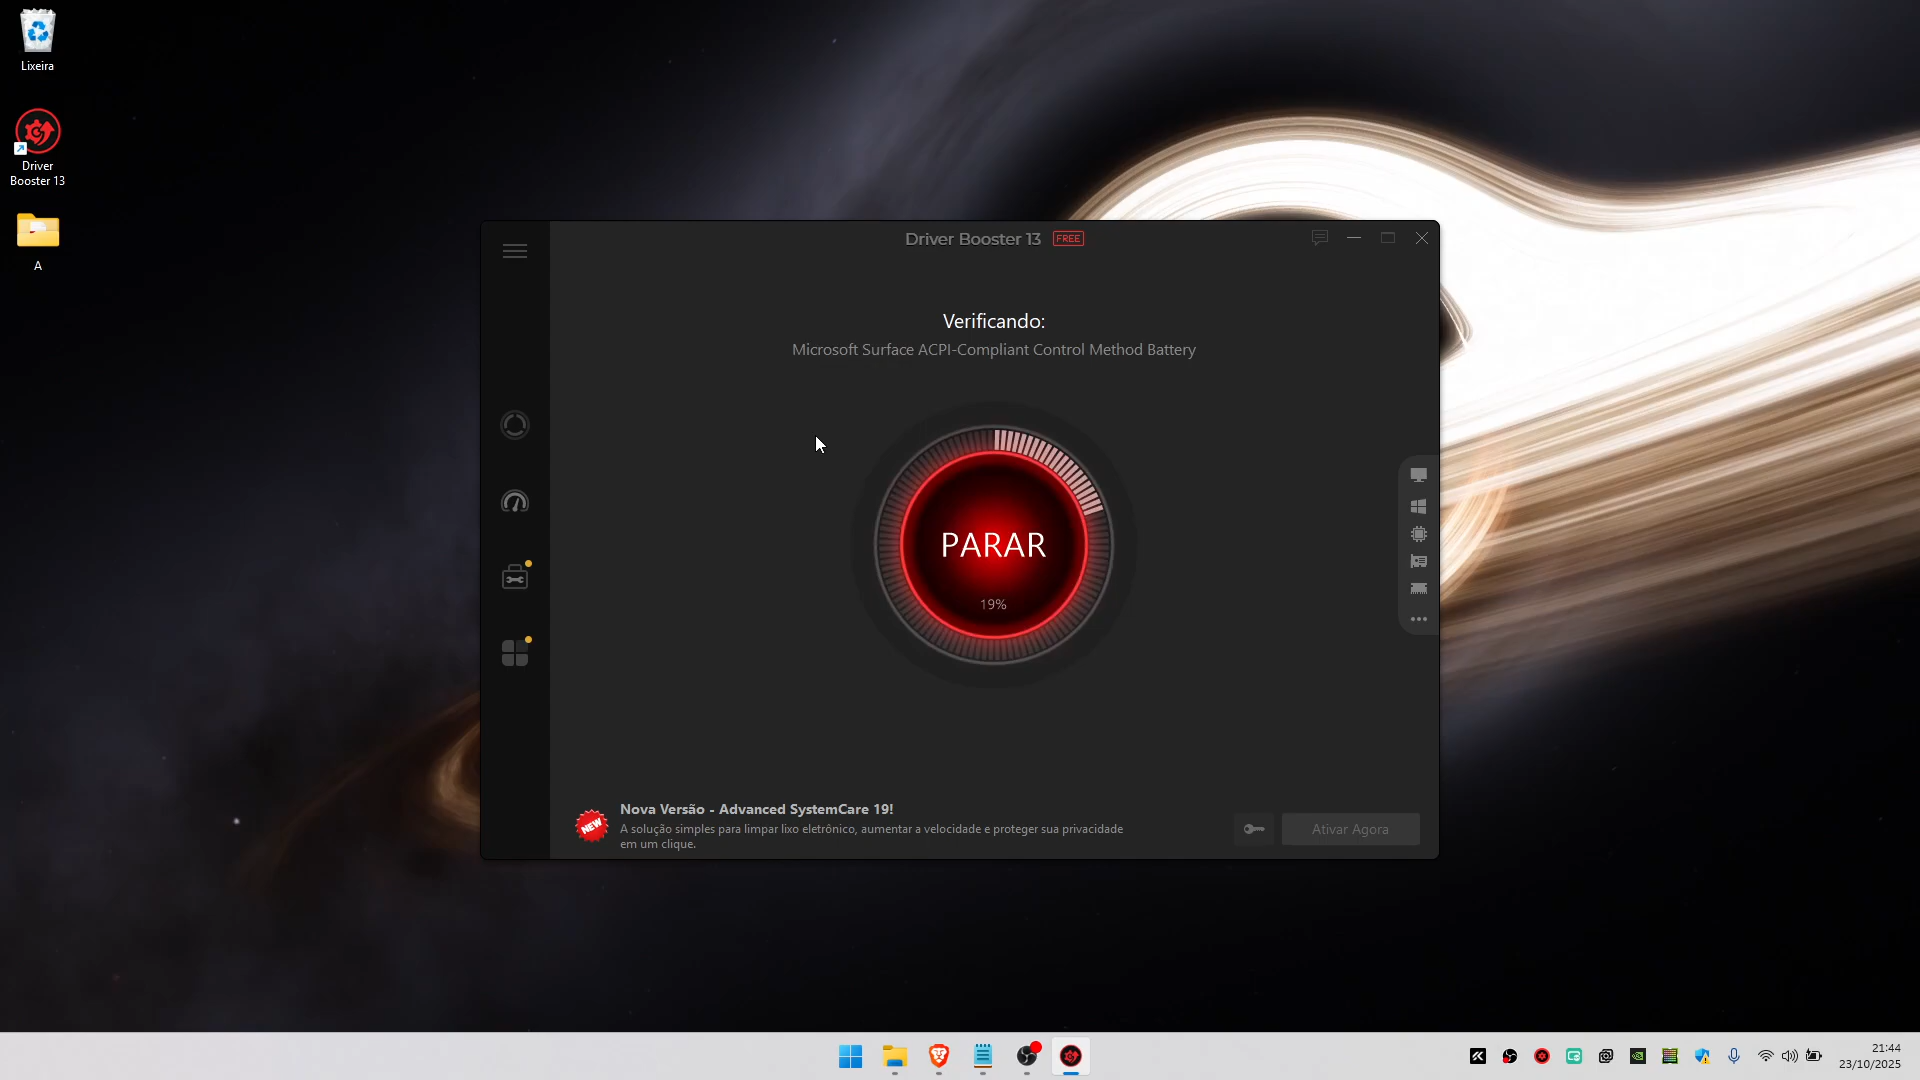 Lixeira
Driver
Booster 13
A
Driver Booster 13 FREE
Verificando:
Microsoft Surface ACPI-Compliant Control Method Battery
PARAR
19%
NEW
Nova Versão - Advanced SystemCare 19!
A solução simples para limpar lixo eletrônico, aumentar a velocidade e proteger sua privacidade
em um clique.
Ativar Agora
21:44
23/10/2025